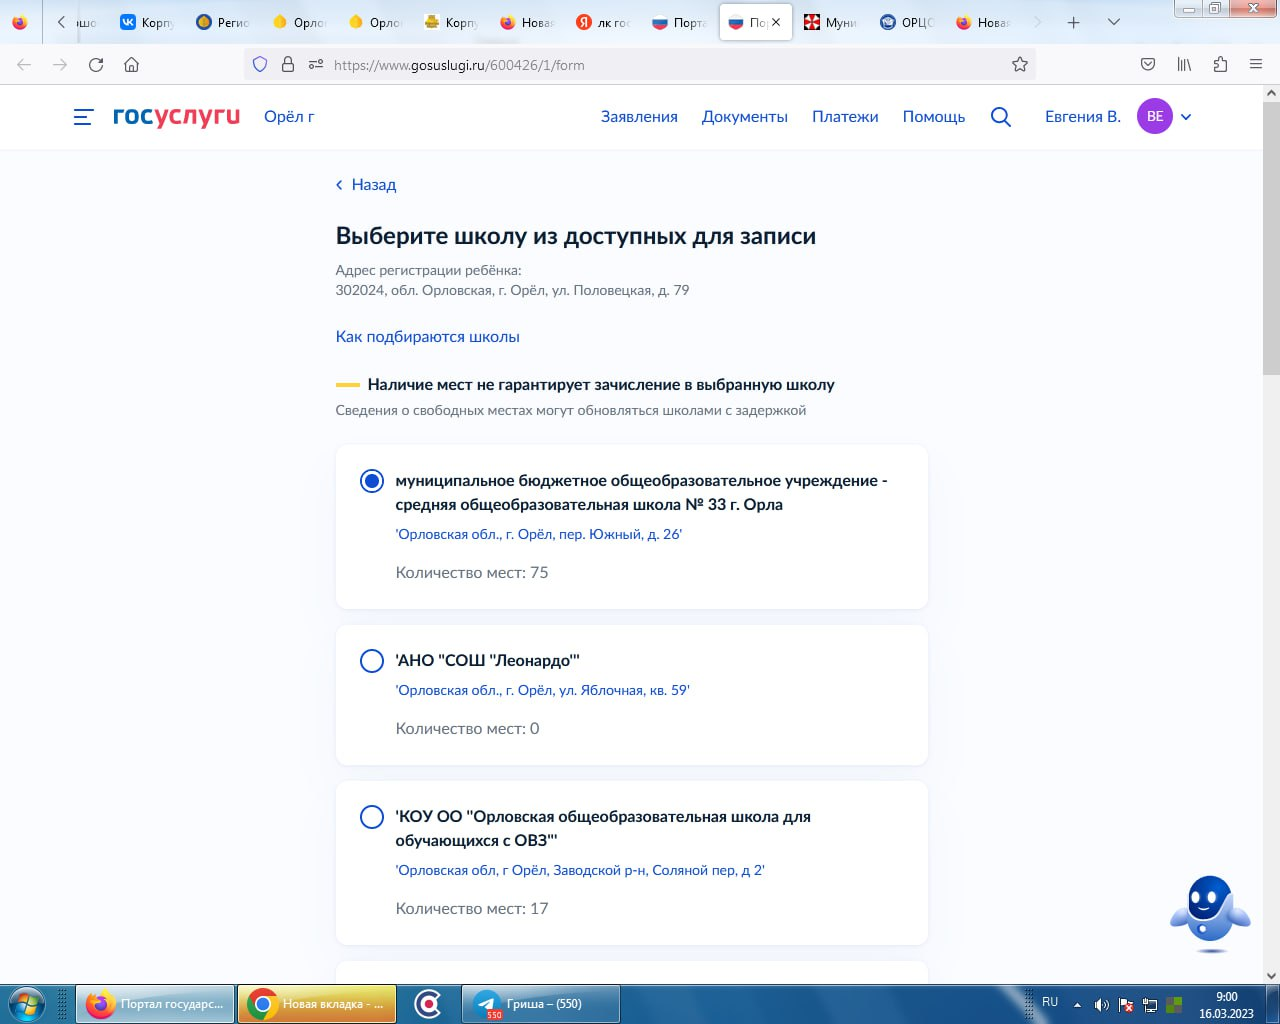 ршо
Корпу
Регио
Орло
Орло
Корпу
Новая
лк гос
Порта
По
Муни
ОРЦО
Новая
https://www.gosuslugi.ru/600426/1/form
госуслуги
Орёл г
Заявления
Документы
Платежи
Помощь
Евгения В.
ВЕ
Назад
Выберите школу из доступных для записи
Адрес регистрации ребёнка:
302024, обл. Орловская, г. Орёл, ул. Половецкая, д. 79
Как подбираются школы
Наличие мест не гарантирует зачисление в выбранную школу
Сведения о свободных местах могут обновляться школами с задержкой
муниципальное бюджетное общеобразовательное учреждение -
средняя общеобразовательная школа № 33 г. Орла
'Орловская обл., г. Орёл, пер. Южный, д. 26'
Количество мест: 75
'АНО "СОШ "Леонардо"'
'Орловская обл., г. Орёл, ул. Яблочная, кв. 59'
Количество мест: 0
'КОУ ОО "Орловская общеобразовательная школа для
обучающихся с ОВЗ"'
'Орловская обл, г Орёл, Заводской р-н, Соляной пер, д 2'
Количество мест: 17
Портал государс...
Новая вкладка - ...
550
Гриша – (550)
RU
9:00
16.03.2023